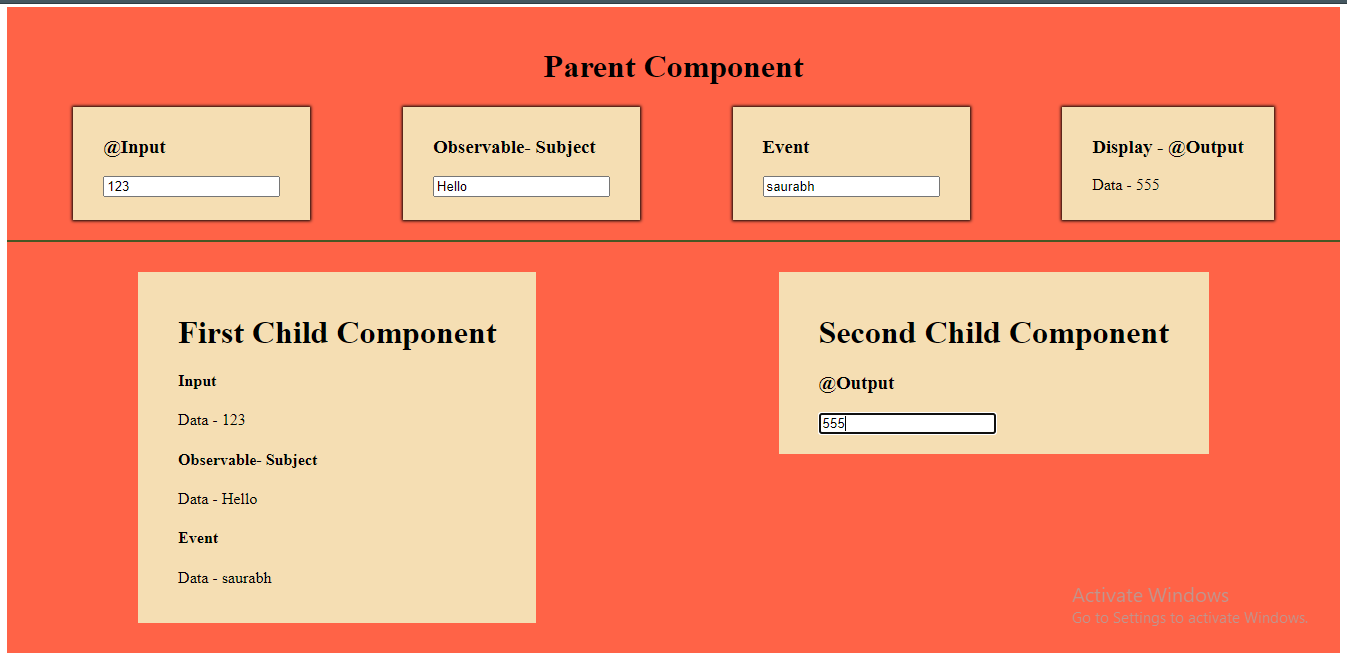 Parent Component
@Input
123
Observable- Subject
Hello
Event
saurabh
Display - @Output
Data - 555
First Child Component
Input
Data - 123
Observable- Subject
Data - Hello
Event
Data - saurabh
Second Child Component
@Output
555
Activate Windows
Go to Settings to activate Windows.